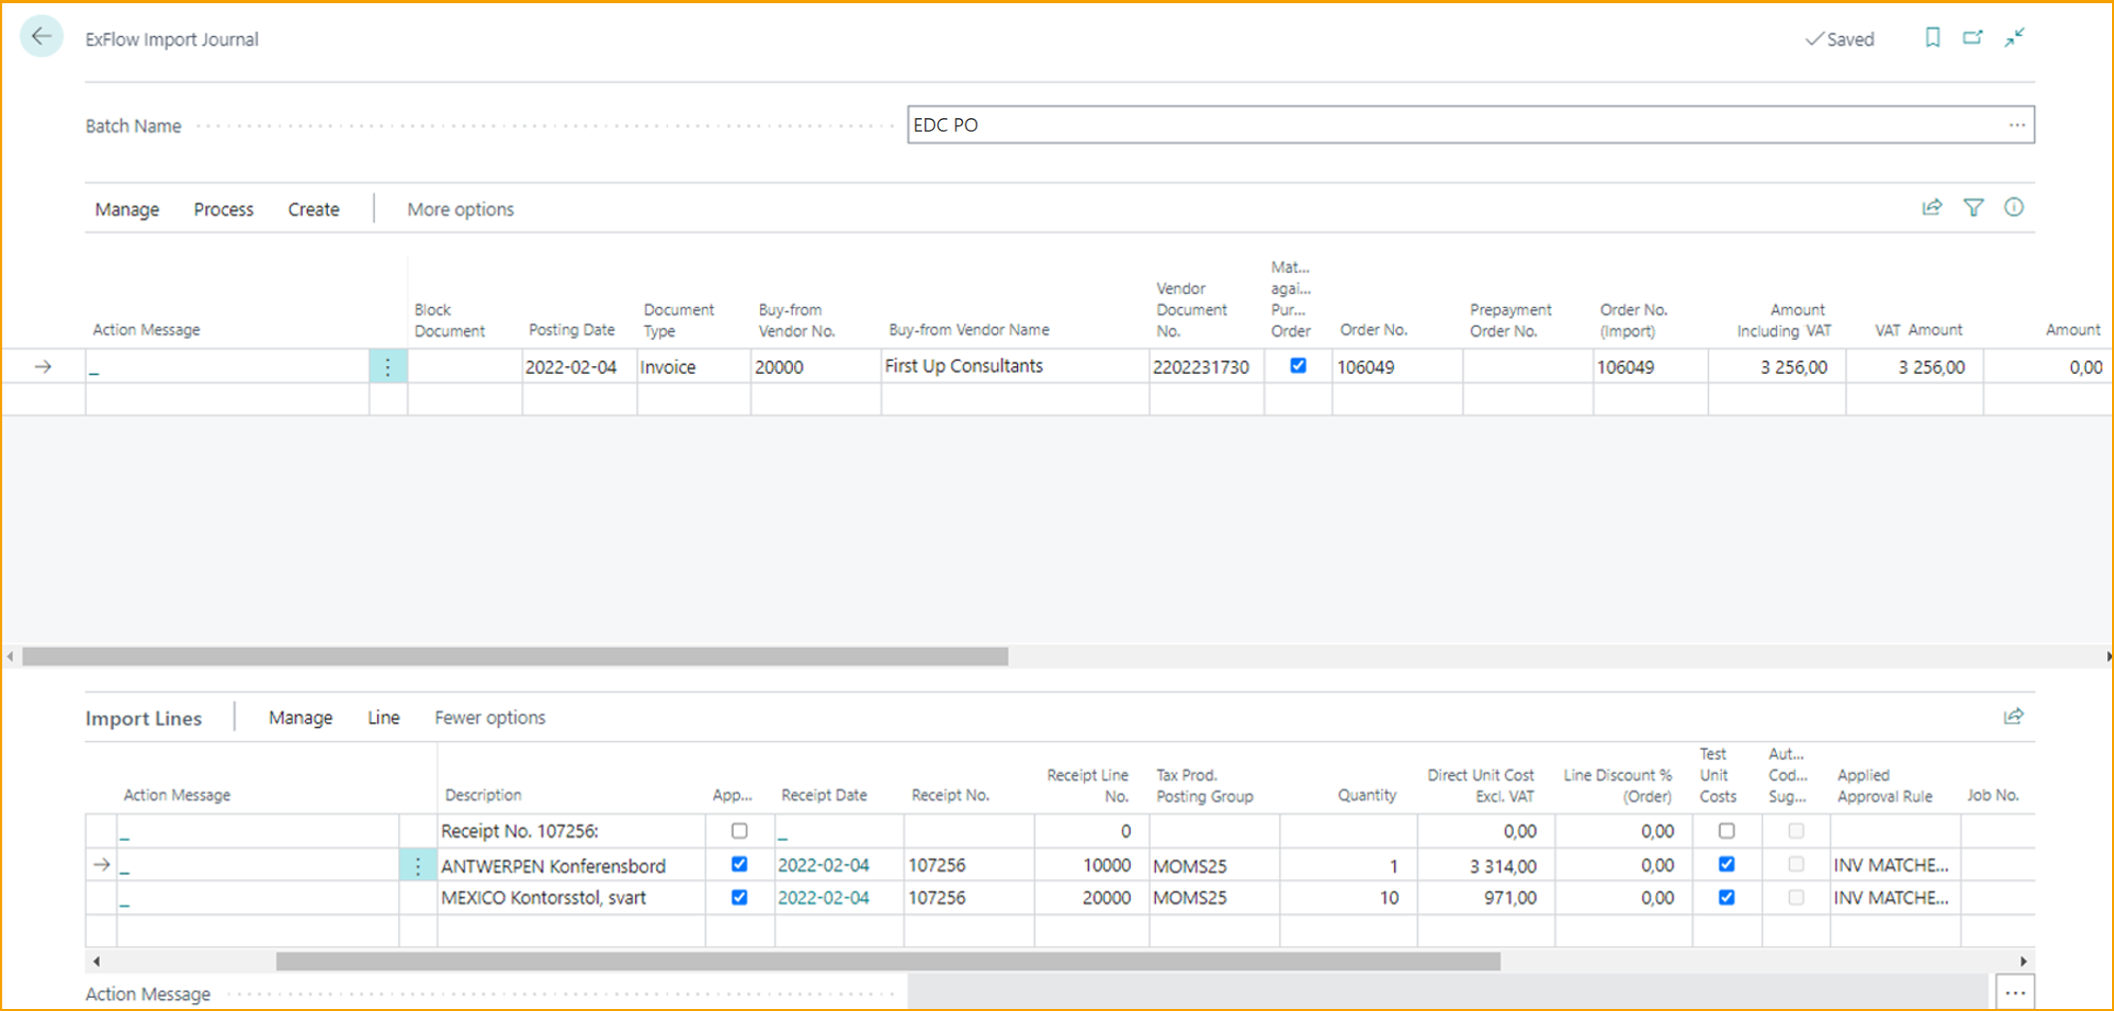 ExFlow Import Journal
Saved
Batch Name
EDC PO
Manage Process Create More options
Action Message
Block Document
Posting Date
Document Type
Buy-from Vendor No.
Buy-from Vendor Name
Vendor Document No.
Mat... agai... Pur... Order
Order No.
Prepayment Order No.
Order No. (Import)
Amount Including VAT
VAT Amount
Amount
_ 2022-02-04 Invoice 20000 First Up Consultants 2202231730 106049 106049 3 256,00 3 256,00 0,00
Import Lines Manage Line Fewer options
Action Message
Description
App...
Receipt Date
Receipt No.
Receipt Line No.
Tax Prod. Posting Group
Quantity
Direct Unit Cost Excl. VAT
Line Discount % (Order)
Test Unit Costs
Aut... Cod... Sug...
Applied Approval Rule
Job No.
_ Receipt No. 107256: _ 0 0,00 0,00
_ ANTWERPEN Konferensbord 2022-02-04 107256 10000 MOMS25 1 3 314,00 0,00 INV MATCHE...
_ MEXICO Kontorsstol, svart 2022-02-04 107256 20000 MOMS25 10 971,00 0,00 INV MATCHE...
Action Message